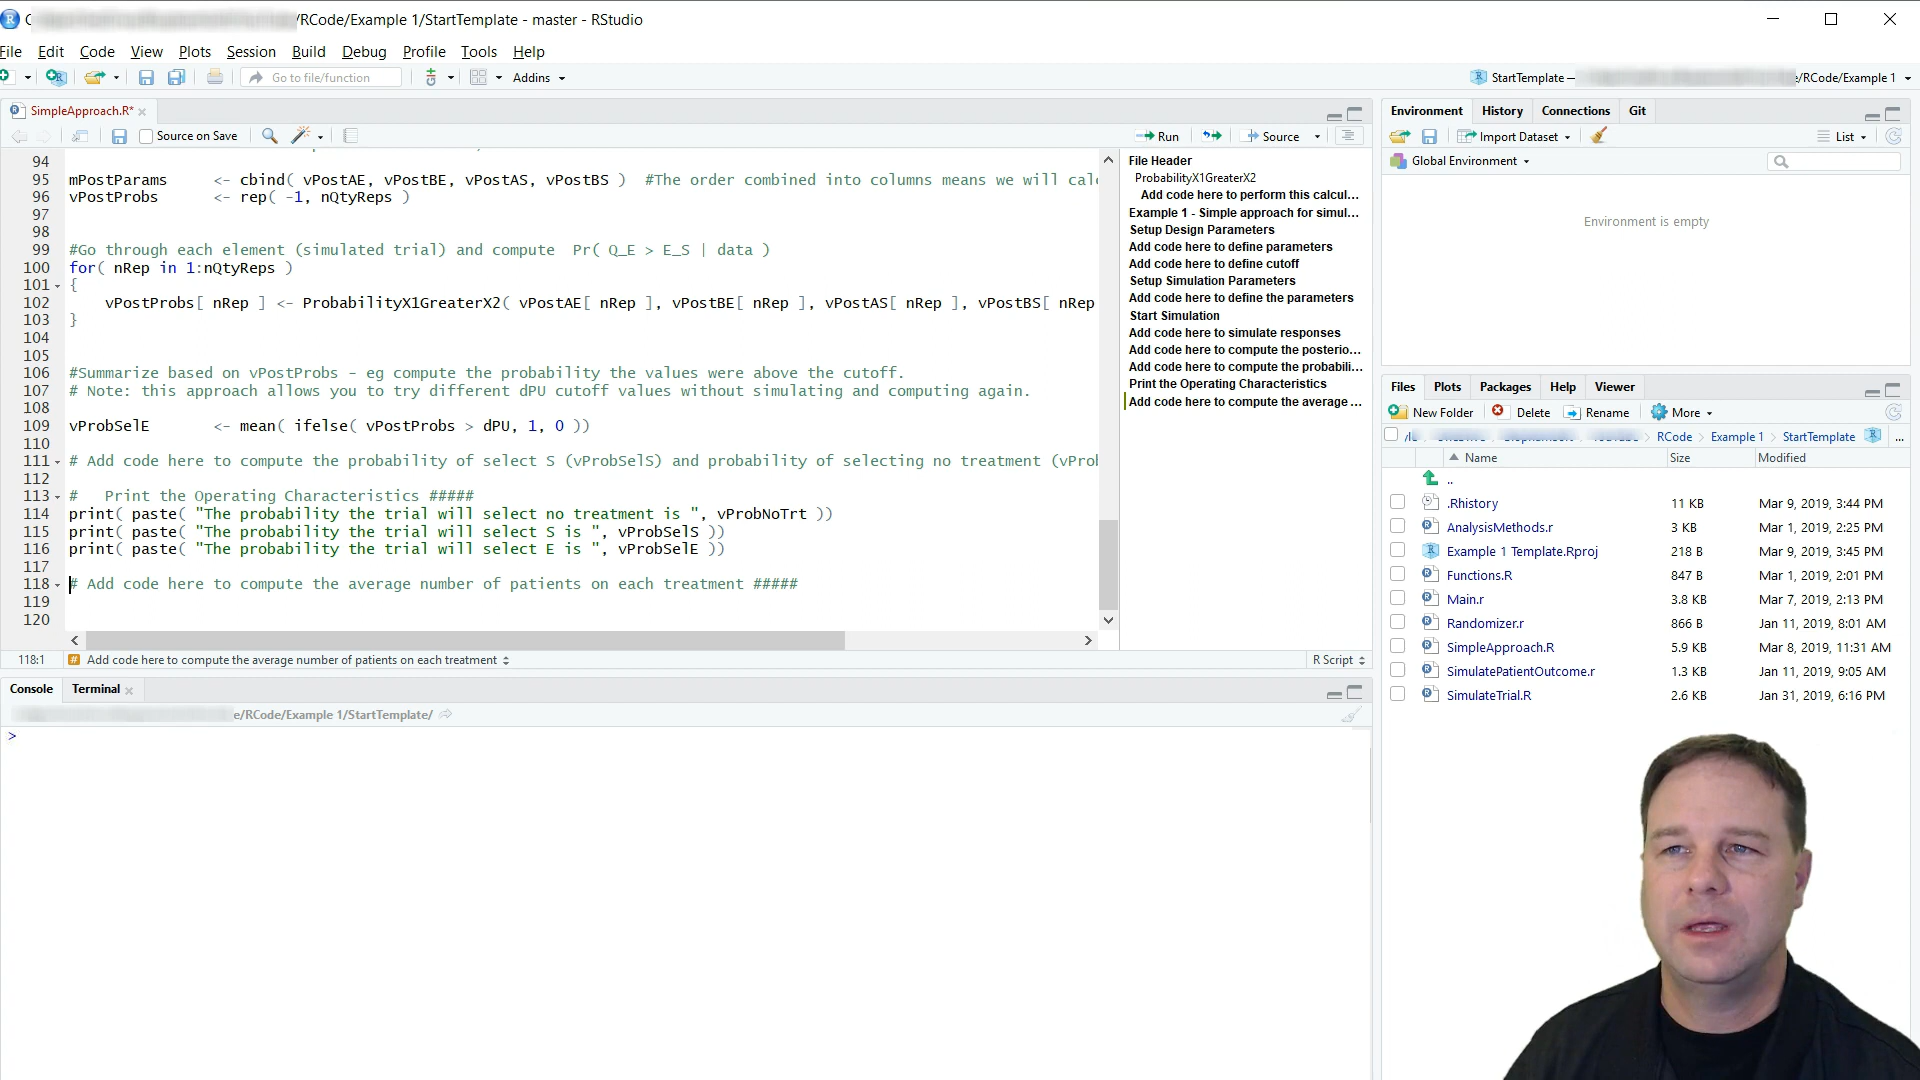 /RCode/Example 1/StartTemplate - master - RStudio
File Edit Code View Plots Session Build Debug Profile Tools Help
Go to file/function
Addins
StartTemplate –
/RCode/Example 1
SimpleApproach.R*
Source on Save
Run
Source
94
95 mPostParams <- cbind( vPostAE, vPostBE, vPostAS, vPostBS ) #The order combined into columns means we will calc
96 vPostProbs <- rep( -1, nQtyReps )
97
98
99 #Go through each element (simulated trial) and compute Pr( Q_E > E_S | data )
100 for( nRep in 1:nQtyReps )
101 {
102 vPostProbs[ nRep ] <- ProbabilityX1GreaterX2( vPostAE[ nRep ], vPostBE[ nRep ], vPostAS[ nRep ], vPostBS[ nRep
103 }
104
105
106 #Summarize based on vPostProbs - eg compute the probability the values were above the cutoff.
107 # Note: this approach allows you to try different dPU cutoff values without simulating and computing again.
108
109 vProbSelE <- mean( ifelse( vPostProbs > dPU, 1, 0 ))
110
111 # Add code here to compute the probability of select S (vProbSelS) and probability of selecting no treatment (vProb
112
113 # Print the Operating Characteristics #####
114 print( paste( "The probability the trial will select no treatment is ", vProbNoTrt ))
115 print( paste( "The probability the trial will select S is ", vProbSelS ))
116 print( paste( "The probability the trial will select E is ", vProbSelE ))
117
118 # Add code here to compute the average number of patients on each treatment #####
119
120
118:1 # Add code here to compute the average number of patients on each treatment
R Script
File Header
ProbabilityX1GreaterX2
Add code here to perform this calcul...
Example 1 - Simple approach for simul...
Setup Design Parameters
Add code here to define parameters
Add code here to define cutoff
Setup Simulation Parameters
Add code here to define the parameters
Start Simulation
Add code here to simulate responses
Add code here to compute the posterio...
Add code here to compute the probabili...
Print the Operating Characteristics
Add code here to compute the average ...
Console Terminal
e/RCode/Example 1/StartTemplate/
>
Environment History Connections Git
Import Dataset
List
Global Environment
Environment is empty
Files Plots Packages Help Viewer
New Folder Delete Rename More
RCode Example 1 StartTemplate ...
Name Size Modified
..
.Rhistory 11 KB Mar 9, 2019, 3:44 PM
AnalysisMethods.r 3 KB Mar 1, 2019, 2:25 PM
Example 1 Template.Rproj 218 B Mar 9, 2019, 3:45 PM
Functions.R 847 B Mar 1, 2019, 2:01 PM
Main.r 3.8 KB Mar 7, 2019, 2:13 PM
Randomizer.r 866 B Jan 11, 2019, 8:01 AM
SimpleApproach.R 5.9 KB Mar 8, 2019, 11:31 AM
SimulatePatientOutcome.r 1.3 KB Jan 11, 2019, 9:05 AM
SimulateTrial.R 2.6 KB Jan 31, 2019, 6:16 PM